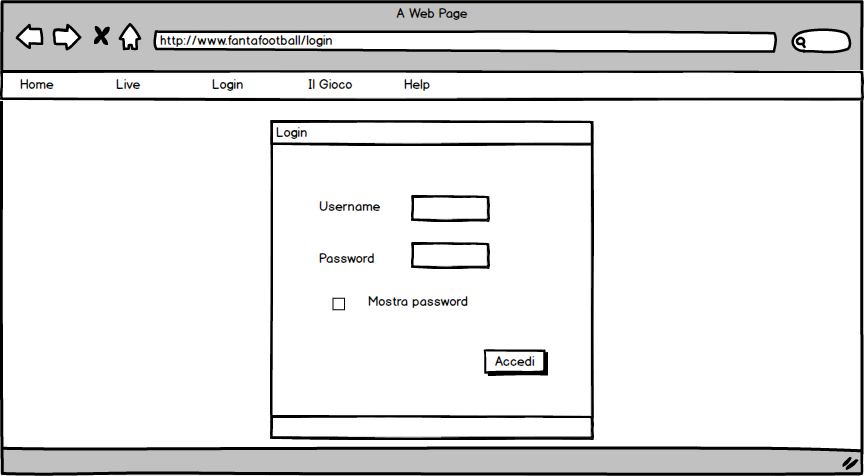 A Web Page
http://www.fantafootball/login
Home Live Login Il Gioco Help
Login
Username
Password
Mostra password
Accedi